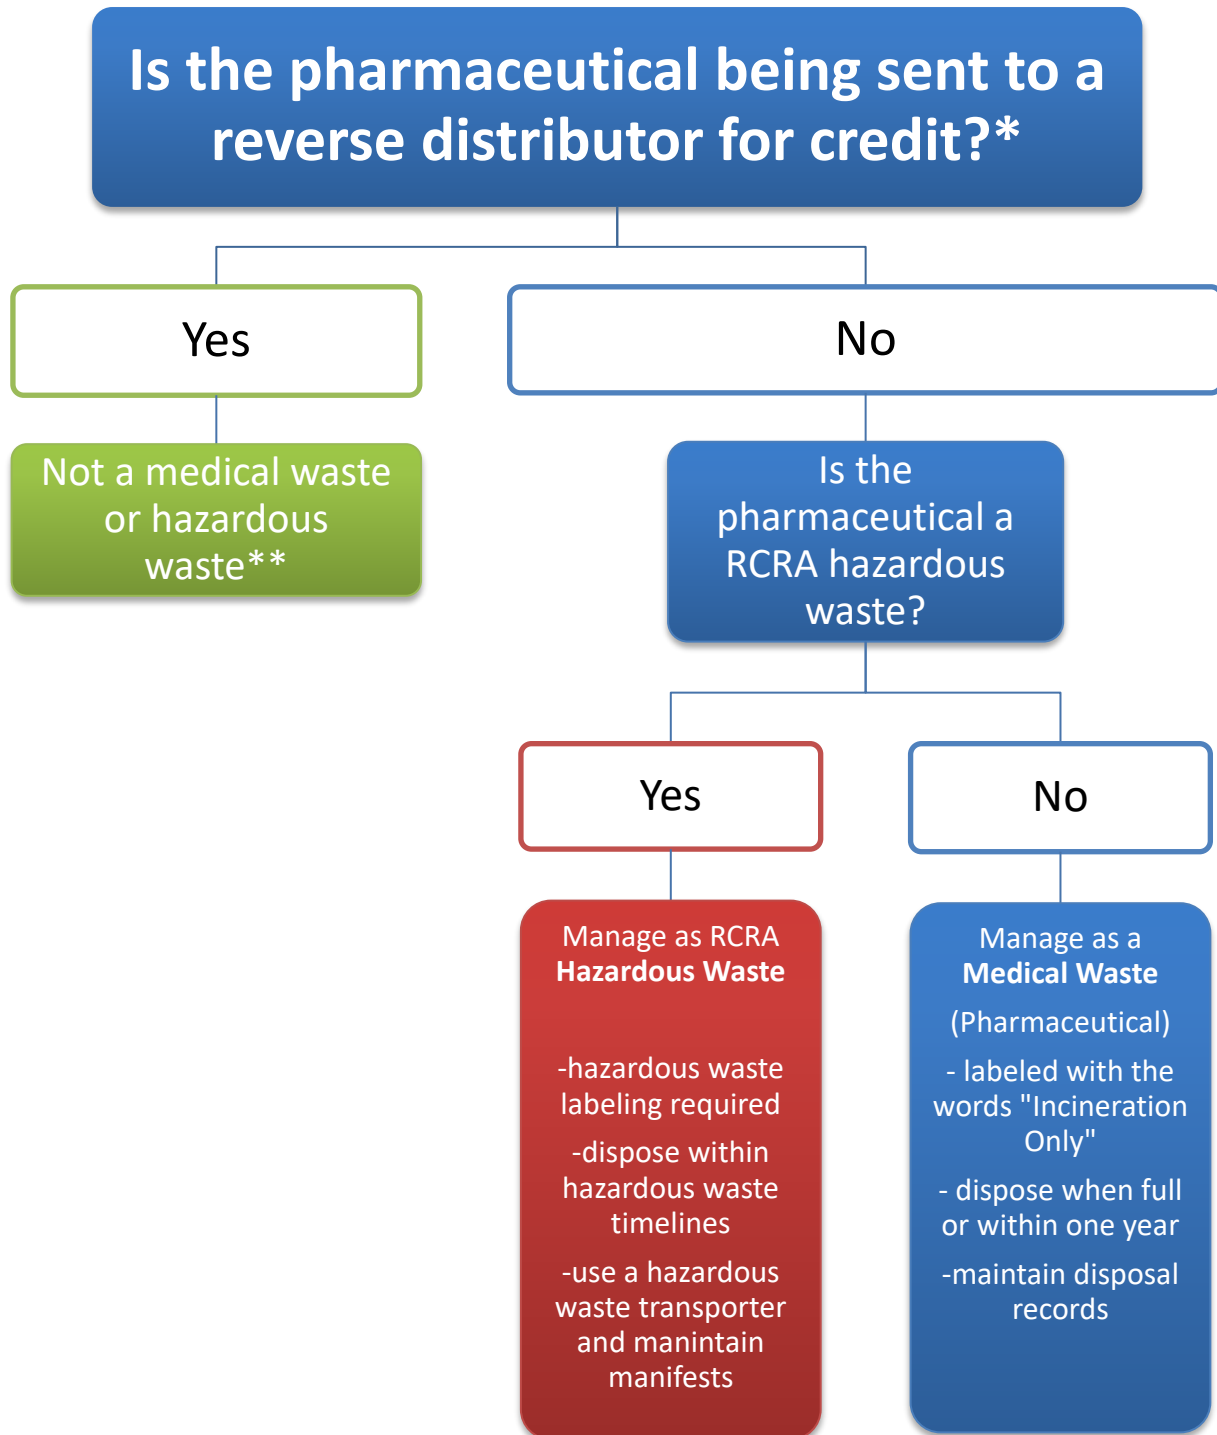 Is the pharmaceutical being sent to a
reverse distributor for credit?*
Yes
No
Not a medical waste
or hazardous
waste**
Is the
pharmaceutical a
RCRA hazardous
waste?
Yes
No
Manage as RCRA
Hazardous Waste
-hazardous waste
labeling required
-dispose within
hazardous waste
timelines
-use a hazardous
waste transporter
and manintain
manifests
Manage as a
Medical Waste
(Pharmaceutical)
- labeled with the
words "Incineration
Only"
- dispose when full
or within one year
-maintain disposal
records